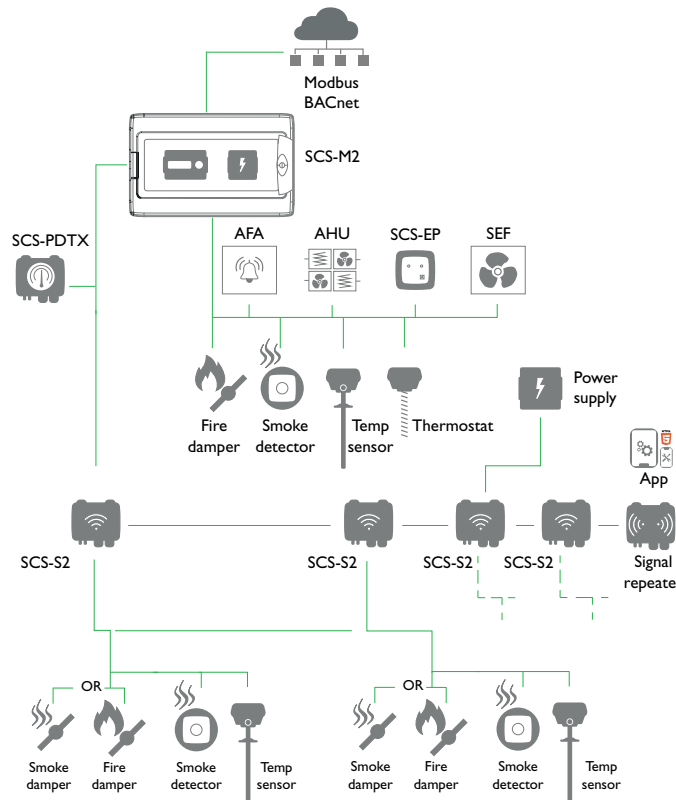 Modbus
BACnet
SCS-M2
SCS-PDTX
AFA
AHU
SCS-EP
SEF
Fire
damper
Smoke
detector
Temp
sensor
Thermostat
Power
supply
App
SCS-S2
SCS-S2
SCS-S2
SCS-S2
Signal
repeate
OR
OR
Smoke
damper
Fire
damper
Smoke
detector
Temp
sensor
Smoke
damper
Fire
damper
Smoke
detector
Temp
sensor